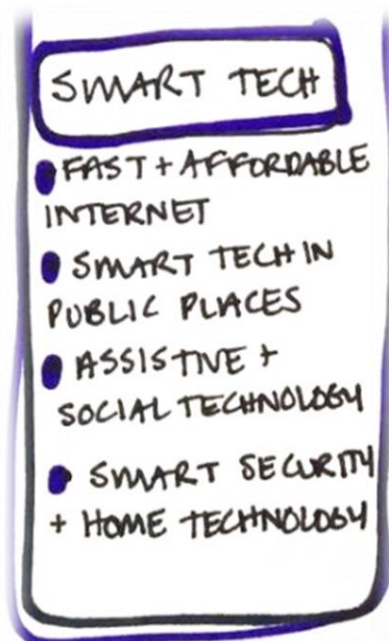 SMART TECH
• FAST + AFFORDABLE
INTERNET
• SMART TECH IN
PUBLIC PLACES
• ASSISTIVE +
SOCIAL TECHNOLOGY
• SMART SECURITY
+ HOME TECHNOLOGY